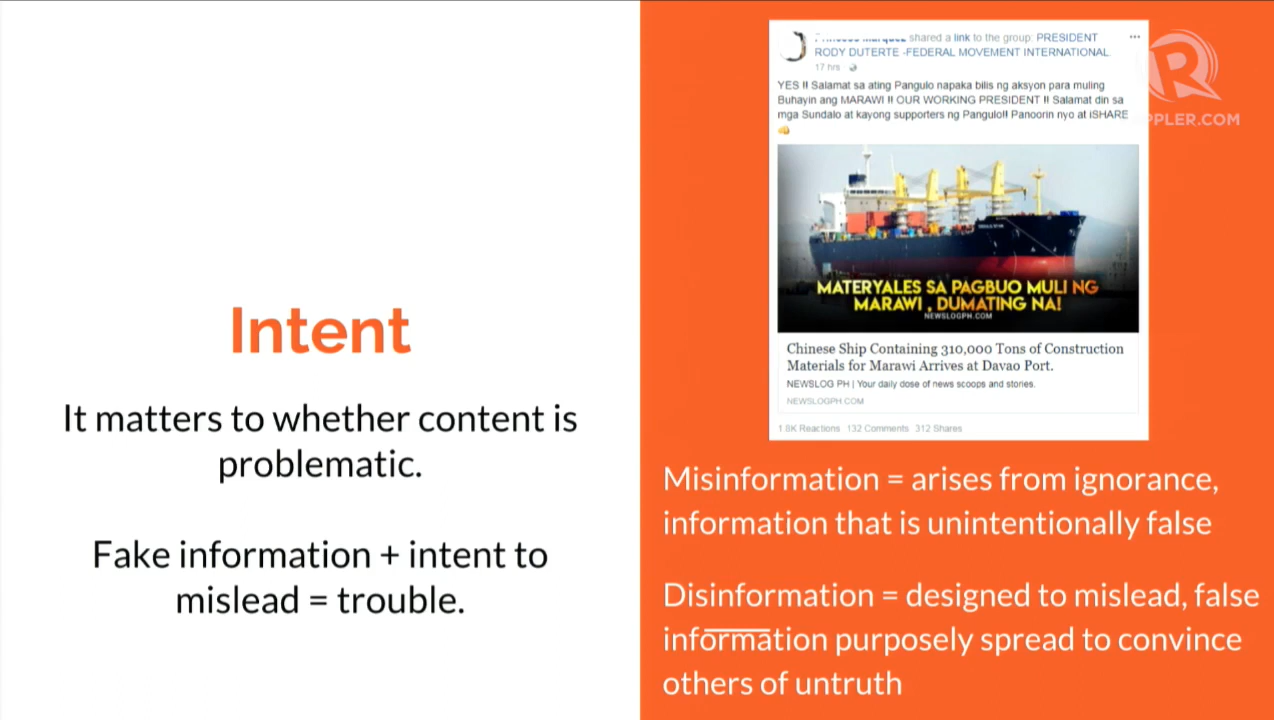 Intent
It matters to whether content is
problematic.
Fake information + intent to
mislead = trouble.
shared a link to the group: PRESIDENT
RODY DUTERTE -FEDERAL MOVEMENT INTERNATIONAL.
17 hrs
YES !! Salamat sa ating Pangulo napaka bilis ng aksyon para muling
Buhayin ang MARAWI !! OUR WORKING PRESIDENT !! Salamat din sa
mga Sundalo at kayong supporters ng Pangulo!! Panoorin nyo at iSHARE
MATERYALES SA PAGBUO MULI NG
MARAWI , DUMATING NA!
NEWSLOGPH.COM
Chinese Ship Containing 310,000 Tons of Construction
Materials for Marawi Arrives at Davao Port.
NEWSLOG PH | Your daily dose of news scoops and stories.
NEWSLOGPH.COM
1.8K Reactions 132 Comments 312 Shares
R
PPLER.COM
Misinformation = arises from ignorance,
information that is unintentionally false
Disinformation = designed to mislead, false
information purposely spread to convince
others of untruth